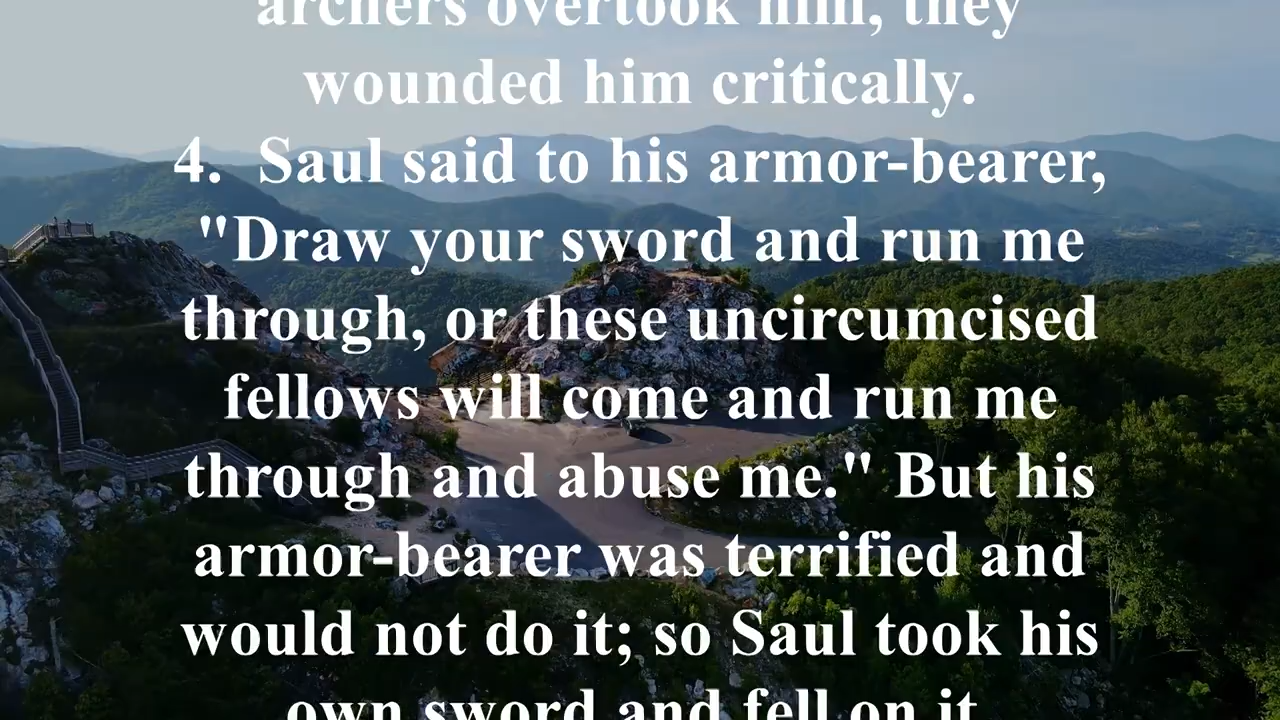 archers overtook him, they
wounded him critically.
4. Saul said to his armor-bearer,
"Draw your sword and run me
through, or these uncircumcised
fellows will come and run me
through and abuse me." But his
armor-bearer was terrified and
would not do it; so Saul took his
own sword and fell on it.